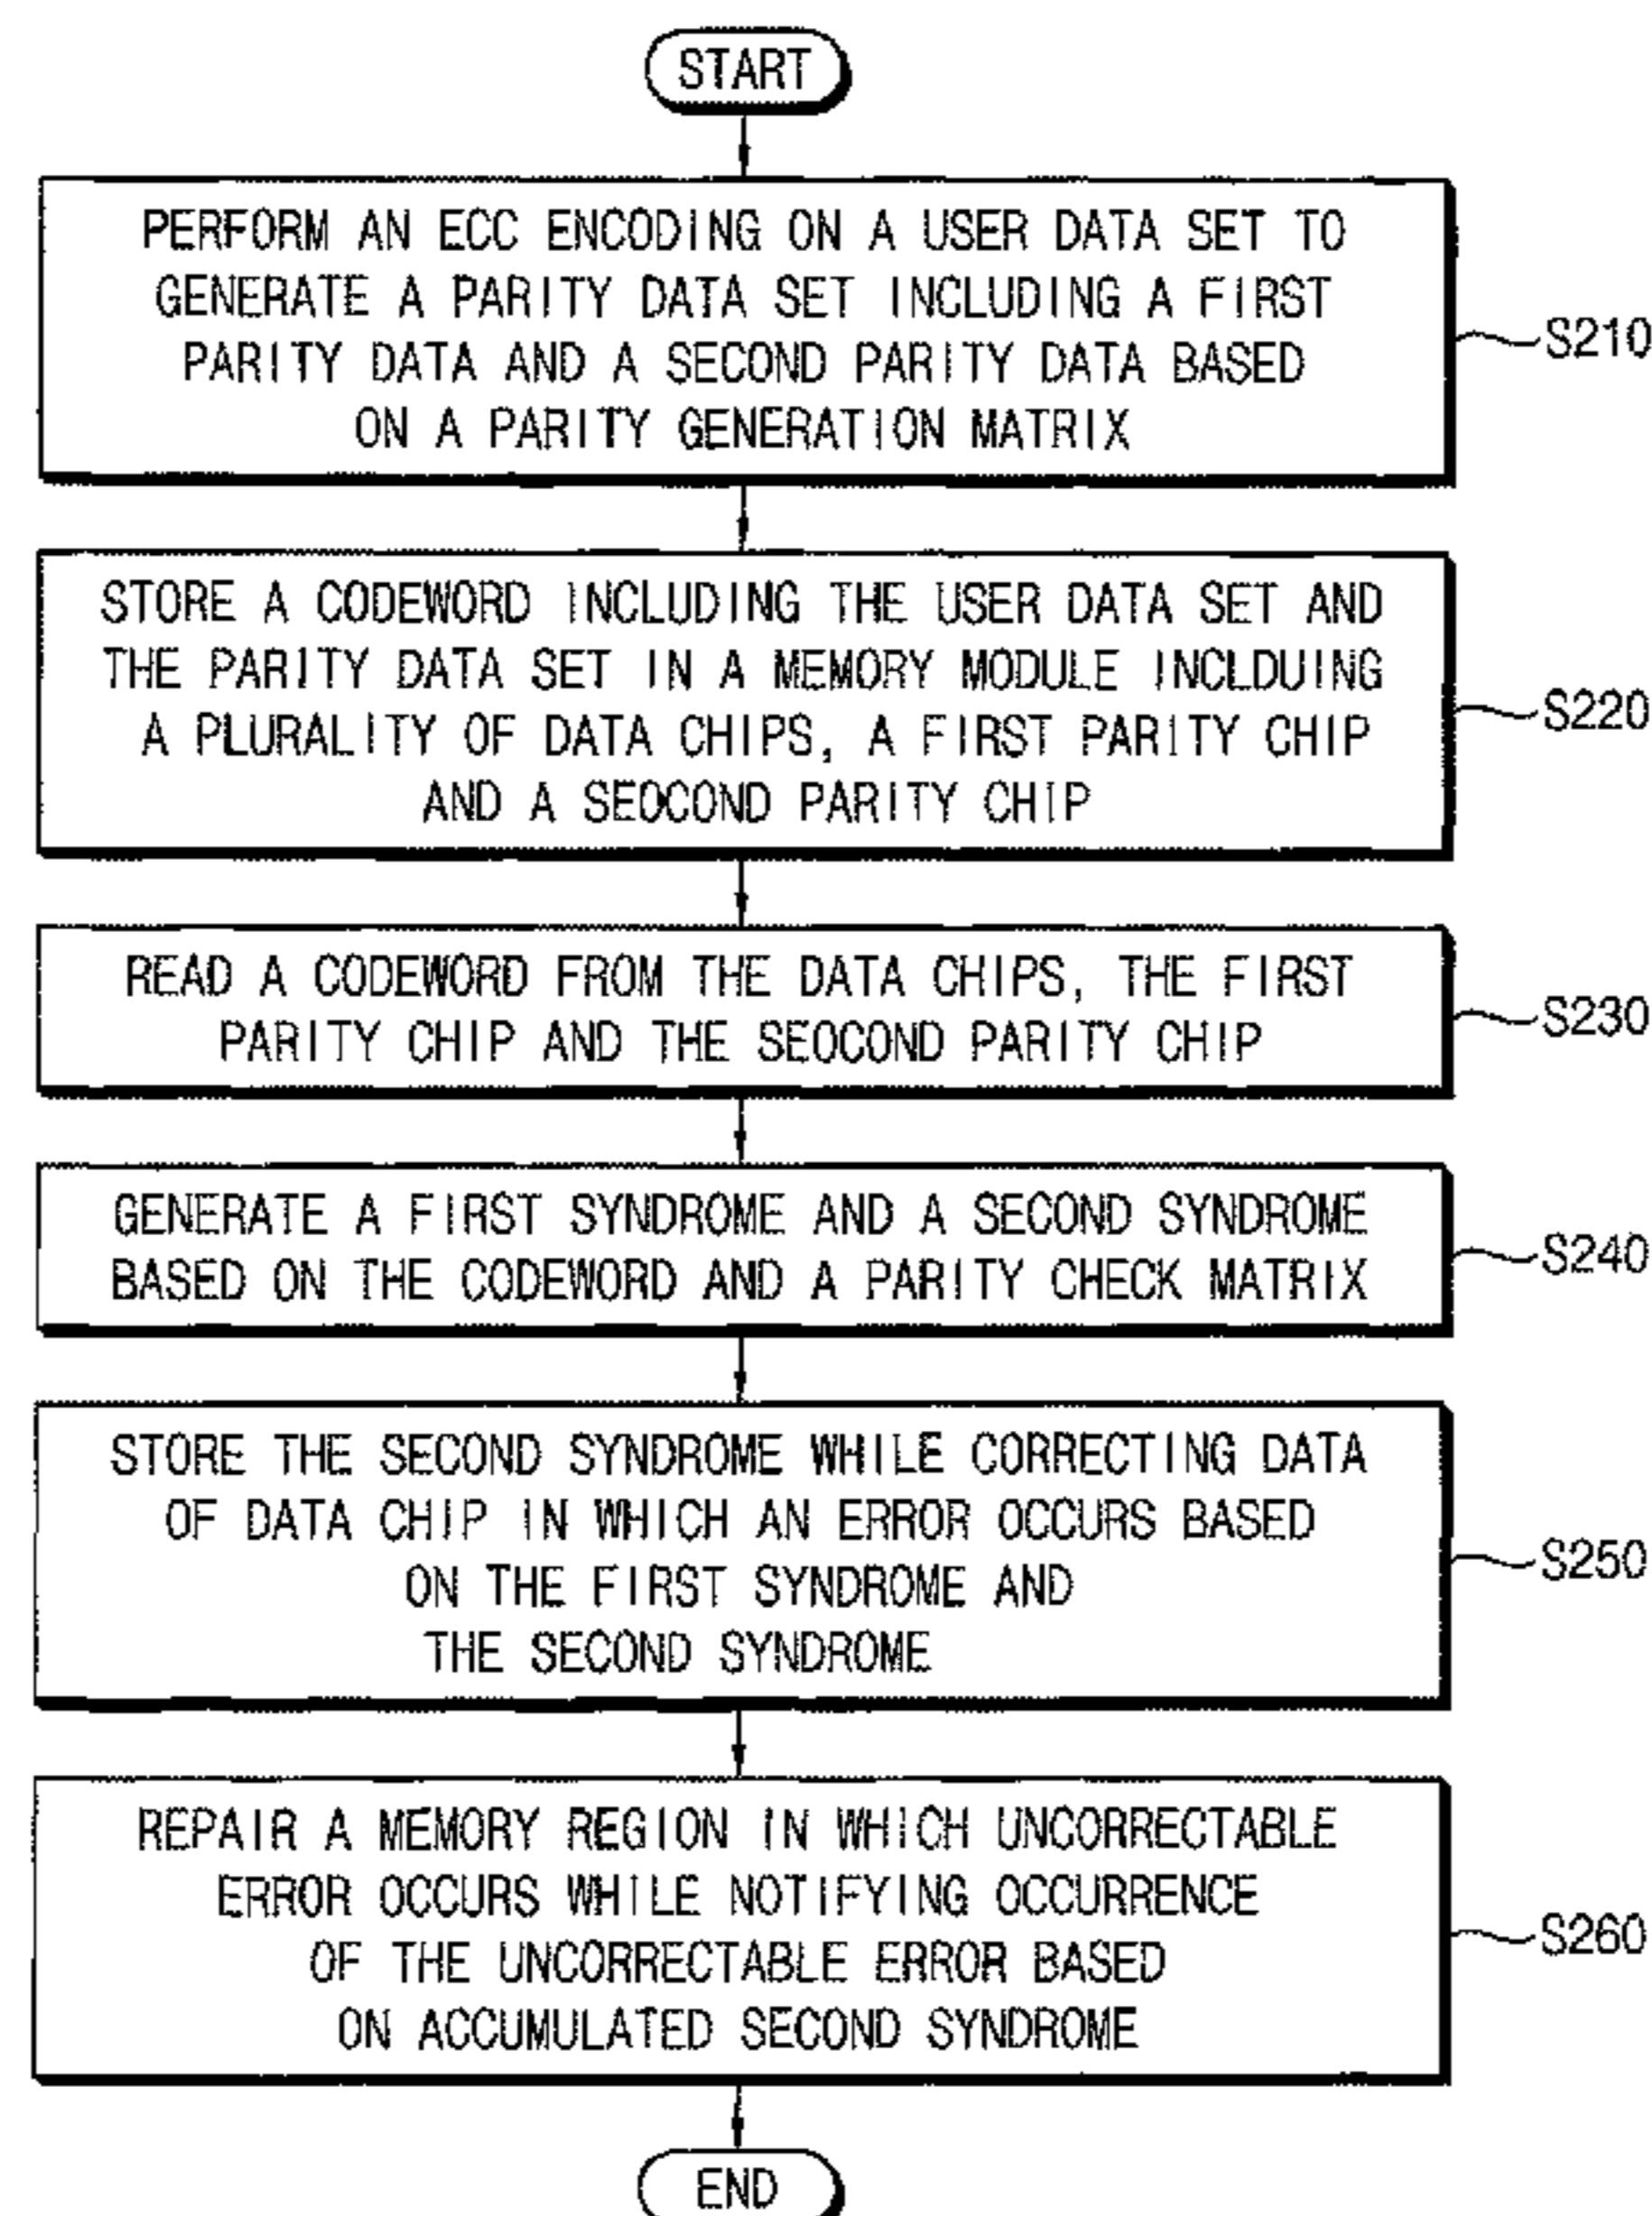 START
PERFORM AN ECC ENCODING ON A USER DATA SET TO
GENERATE A PARITY DATA SET INCLUDING A FIRST
PARITY DATA AND A SECOND PARITY DATA BASED
ON A PARITY GENERATION MATRIX
S210
STORE A CODEWORD INCLUDING THE USER DATA SET AND
THE PARITY DATA SET IN A MEMORY MODULE INCLDUING
A PLURALITY OF DATA CHIPS, A FIRST PARITY CHIP
AND A SEOCOND PARITY CHIP
S220
READ A CODEWORD FROM THE DATA CHIPS, THE FIRST
PARITY CHIP AND THE SEOCOND PARITY CHIP
S230
GENERATE A FIRST SYNDROME AND A SECOND SYNDROME
BASED ON THE CODEWORD AND A PARITY CHECK MATRIX
S240
STORE THE SECOND SYNDROME WHILE CORRECTING DATA
OF DATA CHIP IN WHICH AN ERROR OCCURS BASED
ON THE FIRST SYNDROME AND
THE SECOND SYNDROME
S250
REPAIR A MEMORY REGION IN WHICH UNCORRECTABLE
ERROR OCCURS WHILE NOTIFYING OCCURRENCE
OF THE UNCORRECTABLE ERROR BASED
ON ACCUMULATED SECOND SYNDROME
S260
END